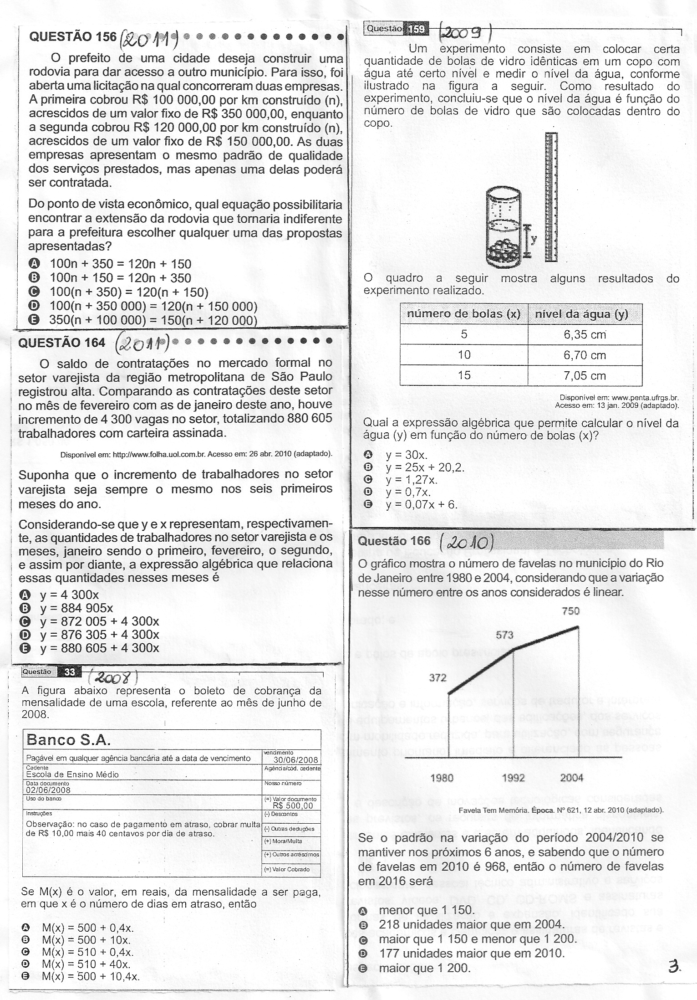 QUESTÃO 156 (2011)
O prefeito de uma cidade deseja construir uma
rodovia para dar acesso a outro município. Para isso, foi
aberta uma licitação na qual concorreram duas empresas.
A primeira cobrou R$ 100 000,00 por km construído (n),
acrescidos de um valor fixo de R$ 350 000,00, enquanto
a segunda cobrou R$ 120 000,00 por km construído (n),
acrescidos de um valor fixo de R$ 150 000,00. As duas
empresas apresentam o mesmo padrão de qualidade
dos serviços prestados, mas apenas uma delas poderá
ser contratada.
Do ponto de vista econômico, qual equação possibilitaria
encontrar a extensão da rodovia que tornaria indiferente
para a prefeitura escolher qualquer uma das propostas
apresentadas?
A 100n + 350 = 120n + 150
B 100n + 150 = 120n + 350
C 100(n + 350) = 120(n + 150)
D 100(n + 350 000) = 120(n + 150 000)
E 350(n + 100 000) = 150(n + 120 000)
QUESTÃO 164 (2011)
O saldo de contratações no mercado formal no
setor varejista da região metropolitana de São Paulo
registrou alta. Comparando as contratações deste setor
no mês de fevereiro com as de janeiro deste ano, houve
incremento de 4 300 vagas no setor, totalizando 880 605
trabalhadores com carteira assinada.
Disponível em: http://www.folha.uol.com.br. Acesso em: 26 abr. 2010 (adaptado).
Suponha que o incremento de trabalhadores no setor
varejista seja sempre o mesmo nos seis primeiros
meses do ano.
Considerando-se que y e x representam, respectivamen-
te, as quantidades de trabalhadores no setor varejista e os
meses, janeiro sendo o primeiro, fevereiro, o segundo,
e assim por diante, a expressão algébrica que relaciona
essas quantidades nesses meses é
A y = 4 300x
B y = 884 905x
C y = 872 005 + 4 300x
D y = 876 305 + 4 300x
E y = 880 605 + 4 300x
Questão 33 (2008)
A figura abaixo representa o boleto de cobrança da
mensalidade de uma escola, referente ao mês de junho de
2008.
Banco S.A.
Pagável em qualquer agência bancária até a data de vencimento
vencimento
30/06/2008
Cedente
Escola de Ensino Médio
Agência/cód. cedente
Data documento
02/06/2008
Nosso número
Uso do banco
(=) Valor documento
R$ 500,00
Instruções
Observação: no caso de pagamento em atraso, cobrar multa
de R$ 10,00 mais 40 centavos por dia de atraso.
(-) Descontos
(-) Outras deduções
(+) Mora/Multa
(+) Outros acréscimos
(=) Valor Cobrado
Se M(x) é o valor, em reais, da mensalidade a ser paga,
em que x é o número de dias em atraso, então
A M(x) = 500 + 0,4x.
B M(x) = 500 + 10x.
C M(x) = 510 + 0,4x.
D M(x) = 510 + 40x.
E M(x) = 500 + 10,4x.
Questão 159 (2009)
Um experimento consiste em colocar certa
quantidade de bolas de vidro idênticas em um copo com
água até certo nível e medir o nível da água, conforme
ilustrado na figura a seguir. Como resultado do
experimento, concluiu-se que o nível da água é função do
número de bolas de vidro que são colocadas dentro do
copo.
y
O quadro a seguir mostra alguns resultados do
experimento realizado.
número de bolas (x) nível da água (y)
5 6,35 cm
10 6,70 cm
15 7,05 cm
Disponível em: www.penta.ufrgs.br.
Acesso em: 13 jan. 2009 (adaptado).
Qual a expressão algébrica que permite calcular o nível da
água (y) em função do número de bolas (x)?
A y = 30x.
B y = 25x + 20,2.
C y = 1,27x.
D y = 0,7x.
E y = 0,07x + 6.
Questão 166 (2010)
O gráfico mostra o número de favelas no município do Rio
de Janeiro entre 1980 e 2004, considerando que a variação
nesse número entre os anos considerados é linear.
750
573
372
1980 1992 2004
Favela Tem Memória. Época. Nº 621, 12 abr. 2010 (adaptado).
Se o padrão na variação do período 2004/2010 se
mantiver nos próximos 6 anos, e sabendo que o número
de favelas em 2010 é 968, então o número de favelas
em 2016 será
A menor que 1 150.
B 218 unidades maior que em 2004.
C maior que 1 150 e menor que 1 200.
D 177 unidades maior que em 2010.
E maior que 1 200.
3.